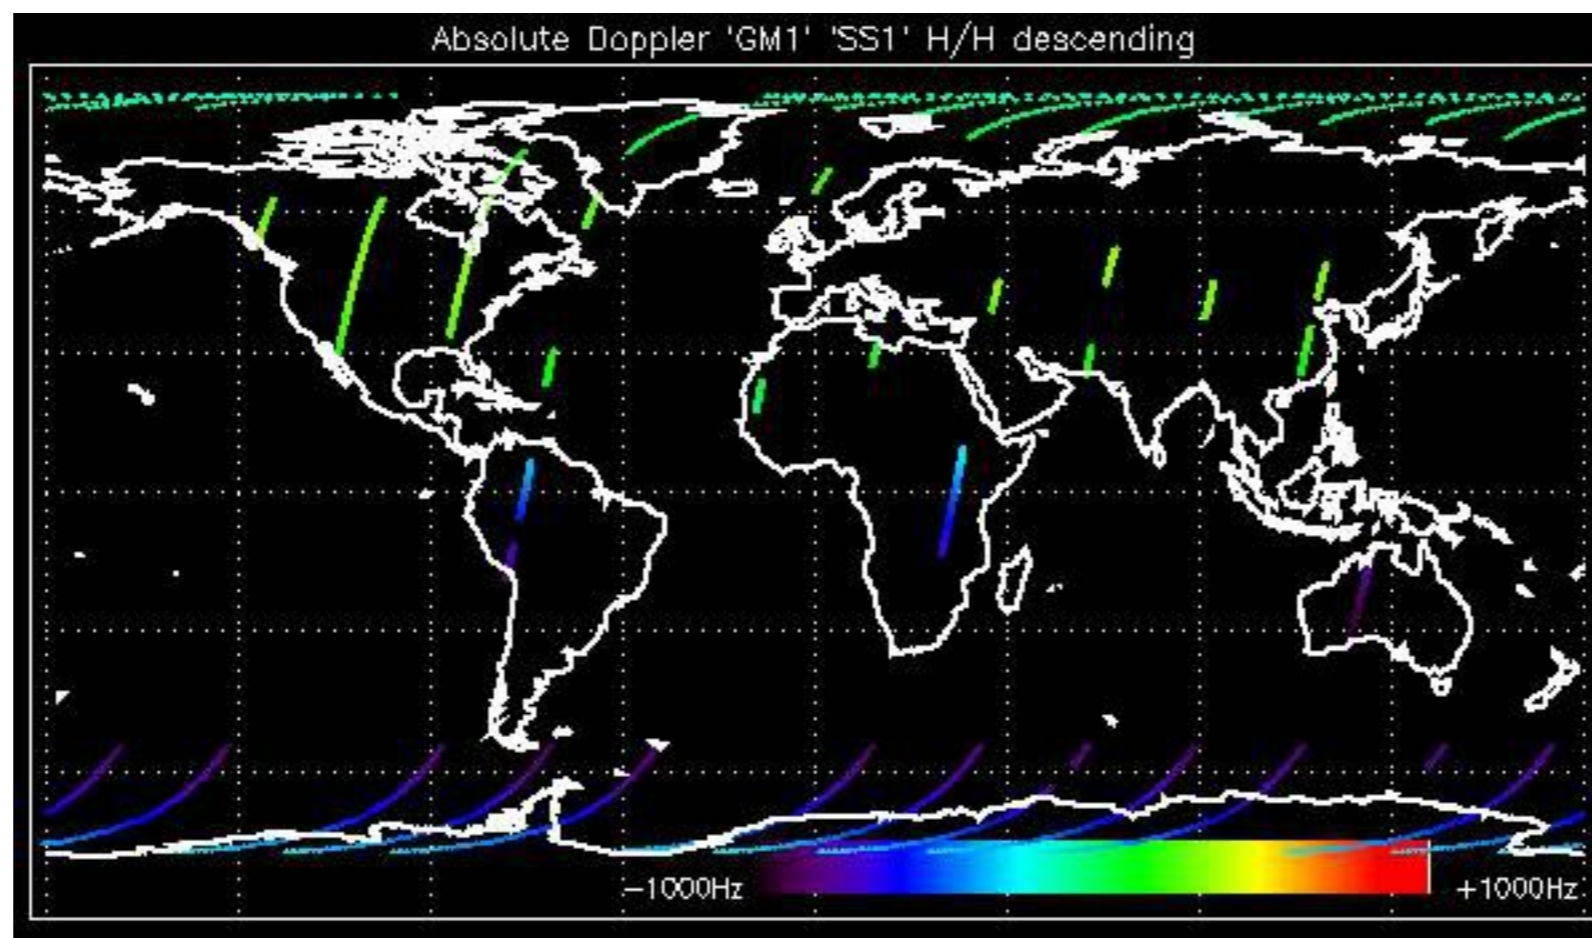 Absolute Doppler 'GM1' 'SS1' H/H descending
−1000Hz
+1000Hz